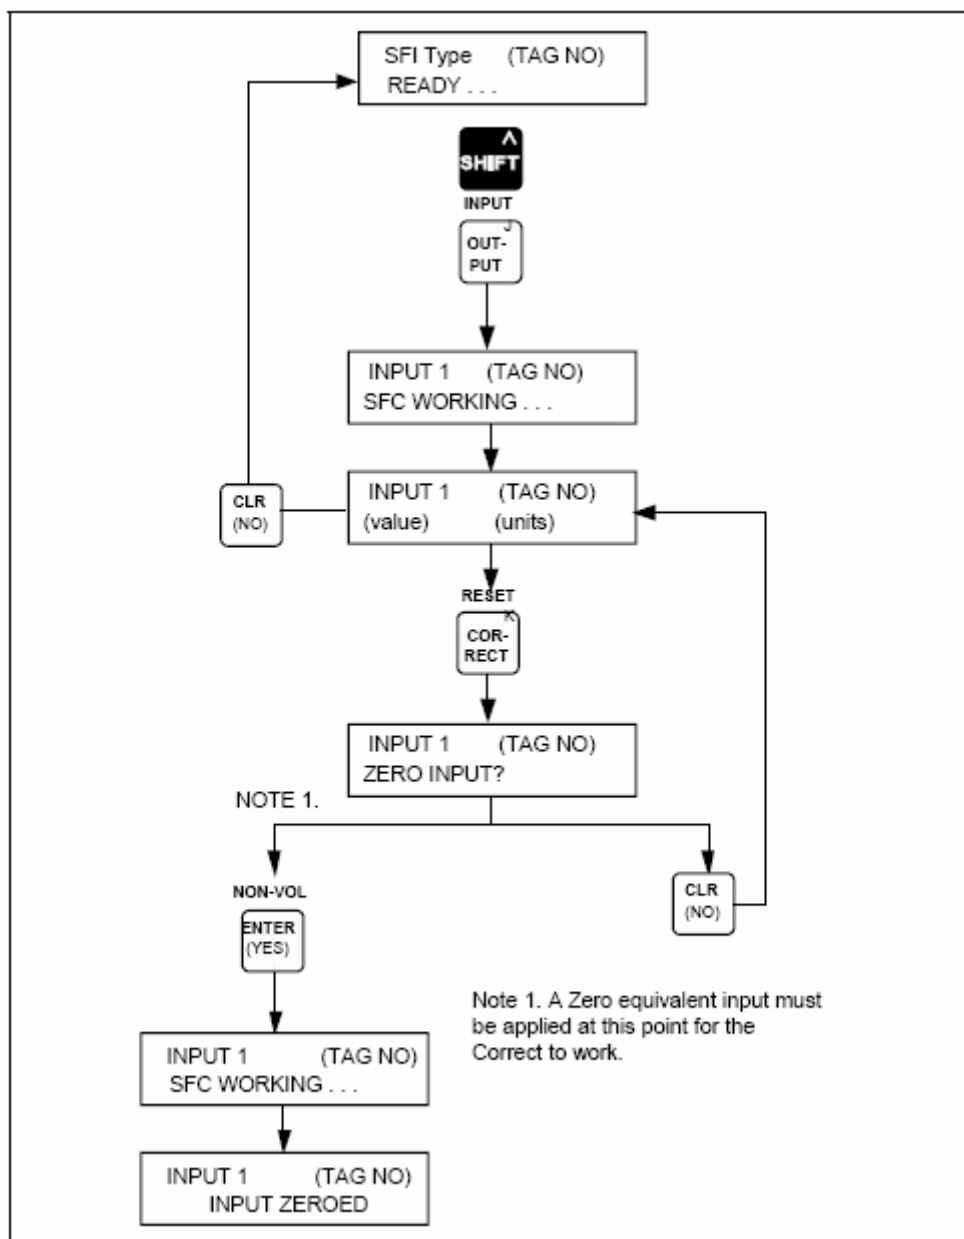 SFI Type (TAG NO)
READY . . .
^
SHIFT
INPUT
J
OUT-
PUT
INPUT 1 (TAG NO)
SFC WORKING . . .
CLR
(NO)
INPUT 1 (TAG NO)
(value) (units)
RESET
K
COR-
RECT
INPUT 1 (TAG NO)
ZERO INPUT?
NOTE 1.
NON-VOL
ENTER
(YES)
CLR
(NO)
Note 1. A Zero equivalent input must
be applied at this point for the
Correct to work.
INPUT 1 (TAG NO)
SFC WORKING . . .
INPUT 1 (TAG NO)
INPUT ZEROED